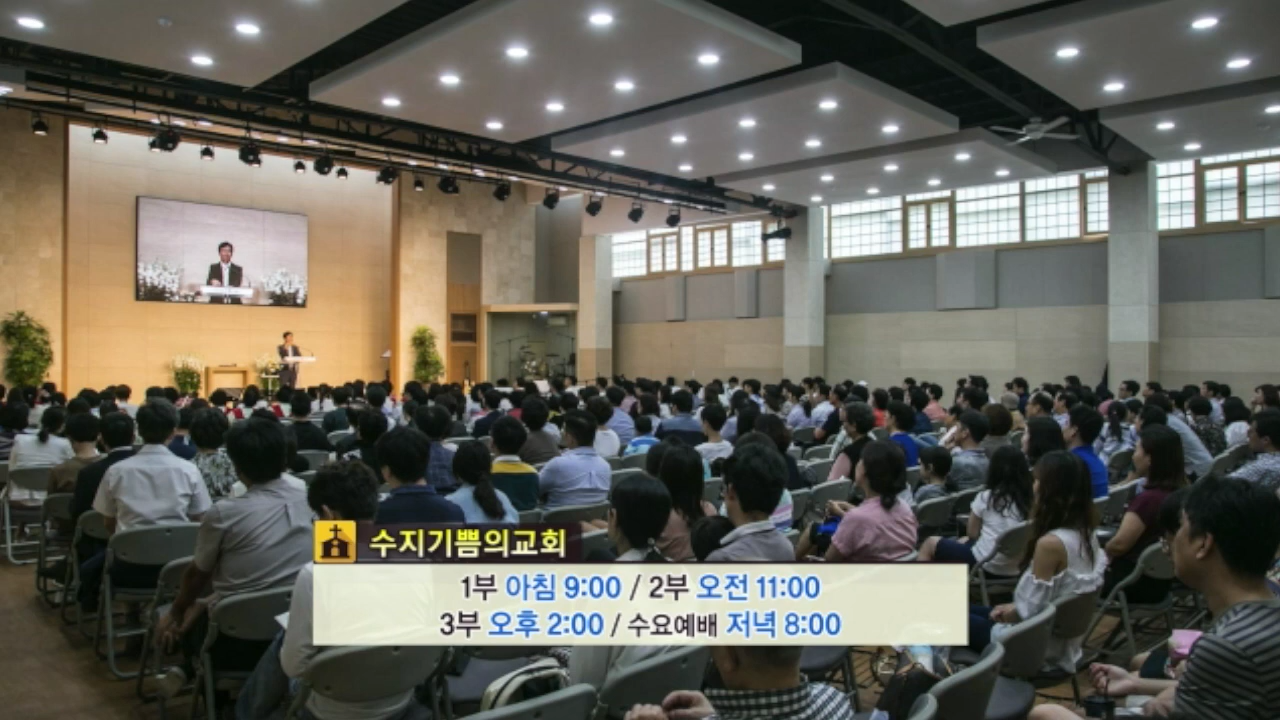 수지기쁨의교회
1부 아침 9:00 / 2부 오전 11:00
3부 오후 2:00 / 수요예배 저녁 8:00